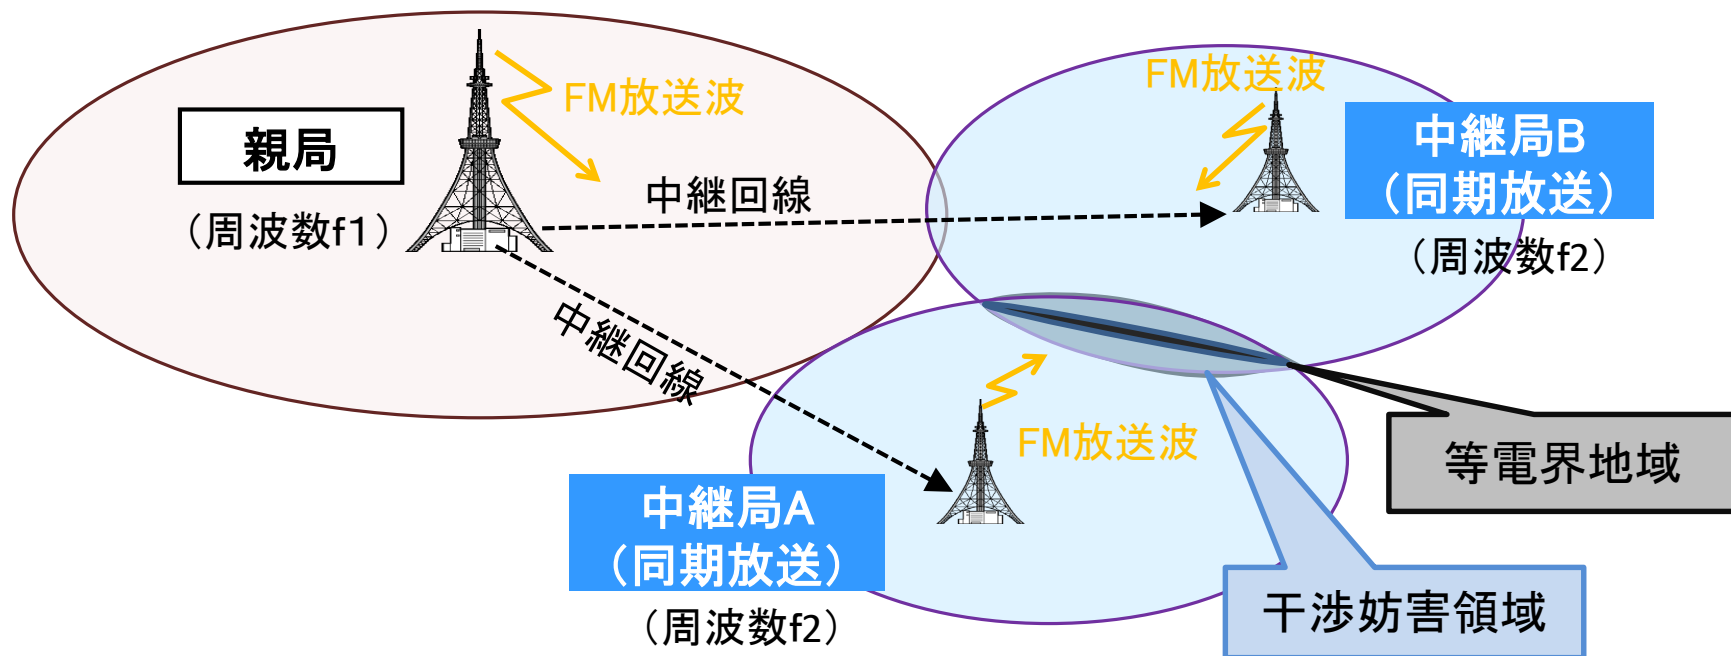 FM放送波
FM放送波
親局
(周波数f1)
中継局B
(同期放送)
(周波数f2)
中継回線
中継回線
FM放送波
等電界地域
中継局A
(同期放送)
(周波数f2)
干渉妨害領域